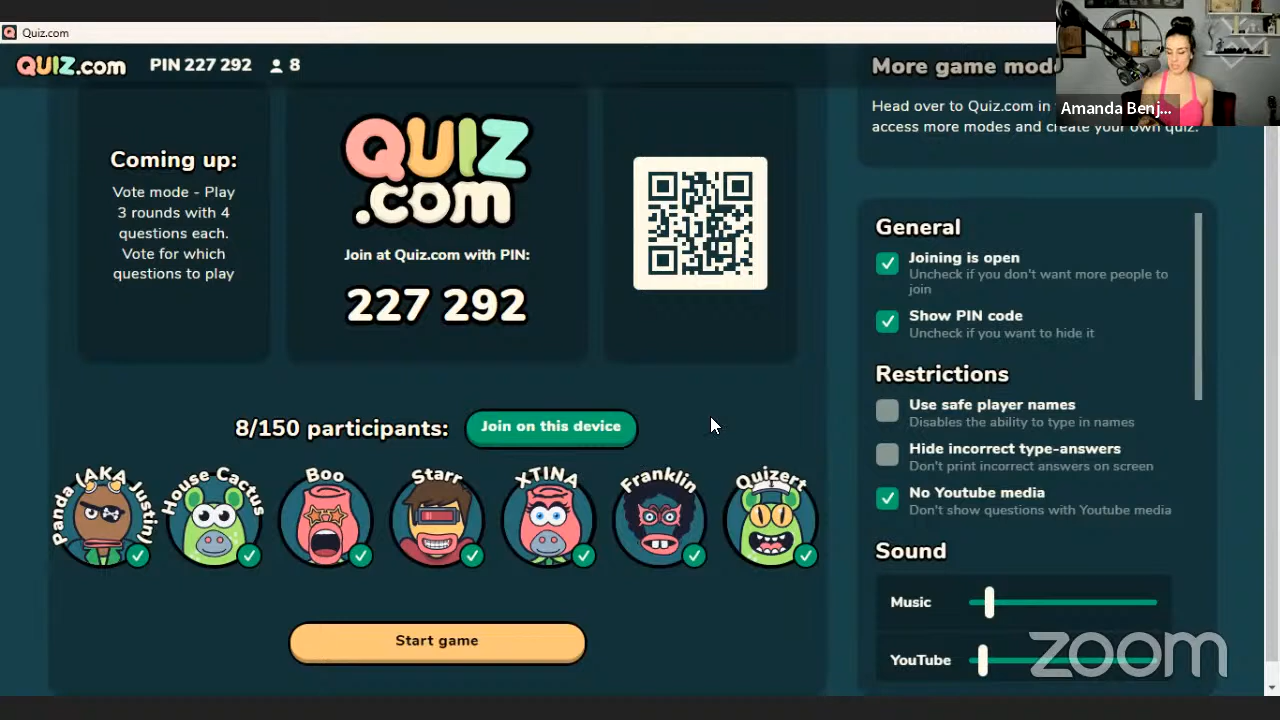 Quiz.com
QUIZ.com PIN 227 292 8
Coming up:
Vote mode - Play
3 rounds with 4
questions each.
Vote for which
questions to play
QUIZ
.com
Join at Quiz.com with PIN:
227 292
8/150 participants:
Join on this device
Panda (AKA Justin)
House Cactus
Boo
Starr
XTINA
Franklin
Quizert
Start game
More game mod
Head over to Quiz.com in
access more modes and create your own quiz.
Amanda Benj...
General
Joining is open
Uncheck if you don't want more people to
join
Show PIN code
Uncheck if you want to hide it
Restrictions
Use safe player names
Disables the ability to type in names
Hide incorrect type-answers
Don't print incorrect answers on screen
No Youtube media
Don't show questions with Youtube media
Sound
Music
YouTube
zoom